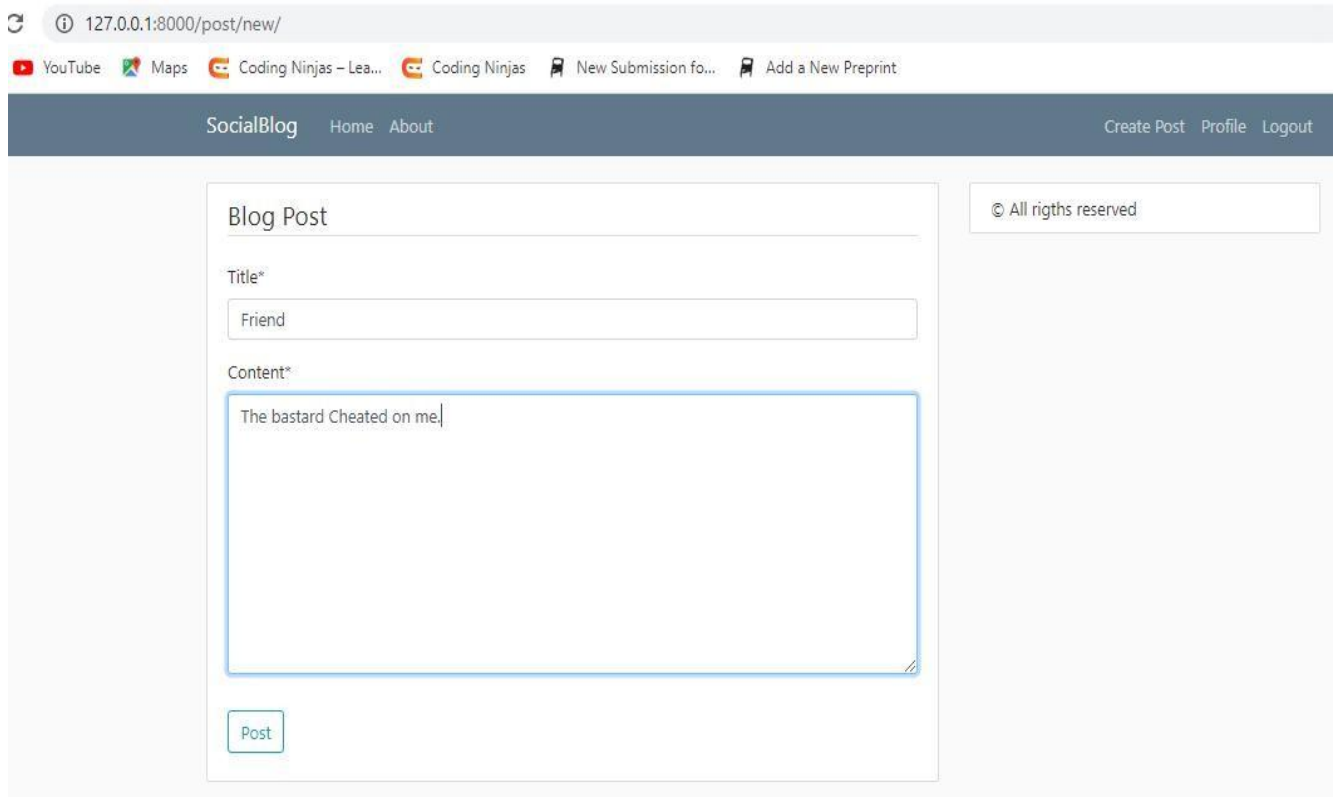 127.0.0.1:8000/post/new/
YouTube Maps Coding Ninjas – Lea... Coding Ninjas New Submission fo... Add a New Preprint
SocialBlog Home About Create Post Profile Logout
Blog Post
© All rigths reserved
Title*
Friend
Content*
The bastard Cheated on me.
Post